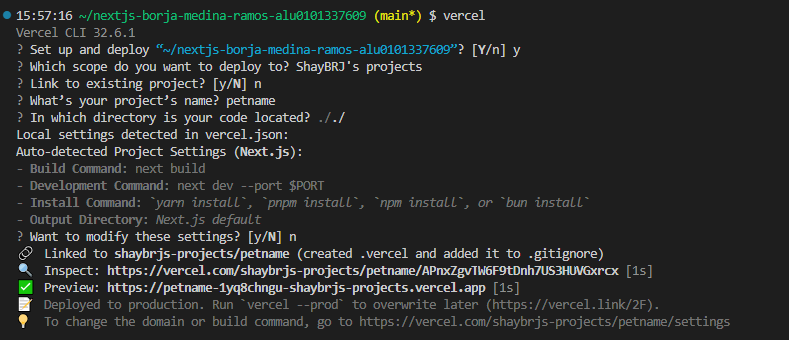 15:57:16 ~/nextjs-borja-medina-ramos-alu0101337609 (main*) $ vercel
Vercel CLI 32.6.1
? Set up and deploy “~/nextjs-borja-medina-ramos-alu0101337609”? [Y/n] y
? Which scope do you want to deploy to? ShayBRJ's projects
? Link to existing project? [y/N] n
? What’s your project’s name? petname
? In which directory is your code located? ././
Local settings detected in vercel.json:
Auto-detected Project Settings (Next.js):
- Build Command: next build
- Development Command: next dev --port $PORT
- Install Command: `yarn install`, `pnpm install`, `npm install`, or `bun install`
- Output Directory: Next.js default
? Want to modify these settings? [y/N] n
🔗 Linked to shaybrjs-projects/petname (created .vercel and added it to .gitignore)
🔍 Inspect: https://vercel.com/shaybrjs-projects/petname/APnxZgvTW6F9tDnh7US3HUVGxrcx [1s]
✅ Preview: https://petname-1yq8chngu-shaybrjs-projects.vercel.app [1s]
📝 Deployed to production. Run `vercel --prod` to overwrite later (https://vercel.link/2F).
💡 To change the domain or build command, go to https://vercel.com/shaybrjs-projects/petname/settings